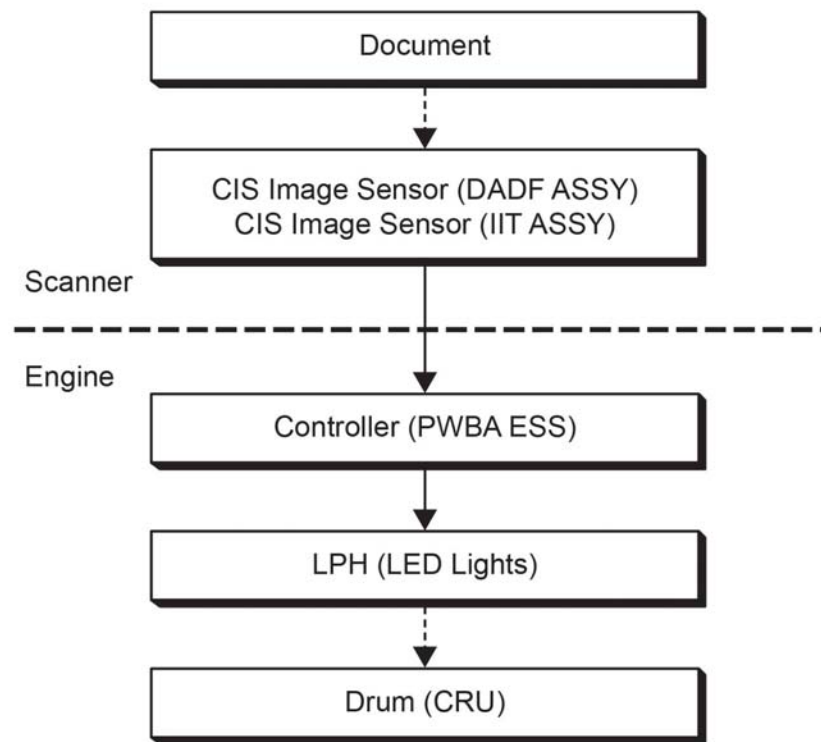 Document
CIS Image Sensor (DADF ASSY)
CIS Image Sensor (IIT ASSY)
Scanner
Engine
Controller (PWBA ESS)
LPH (LED Lights)
Drum (CRU)